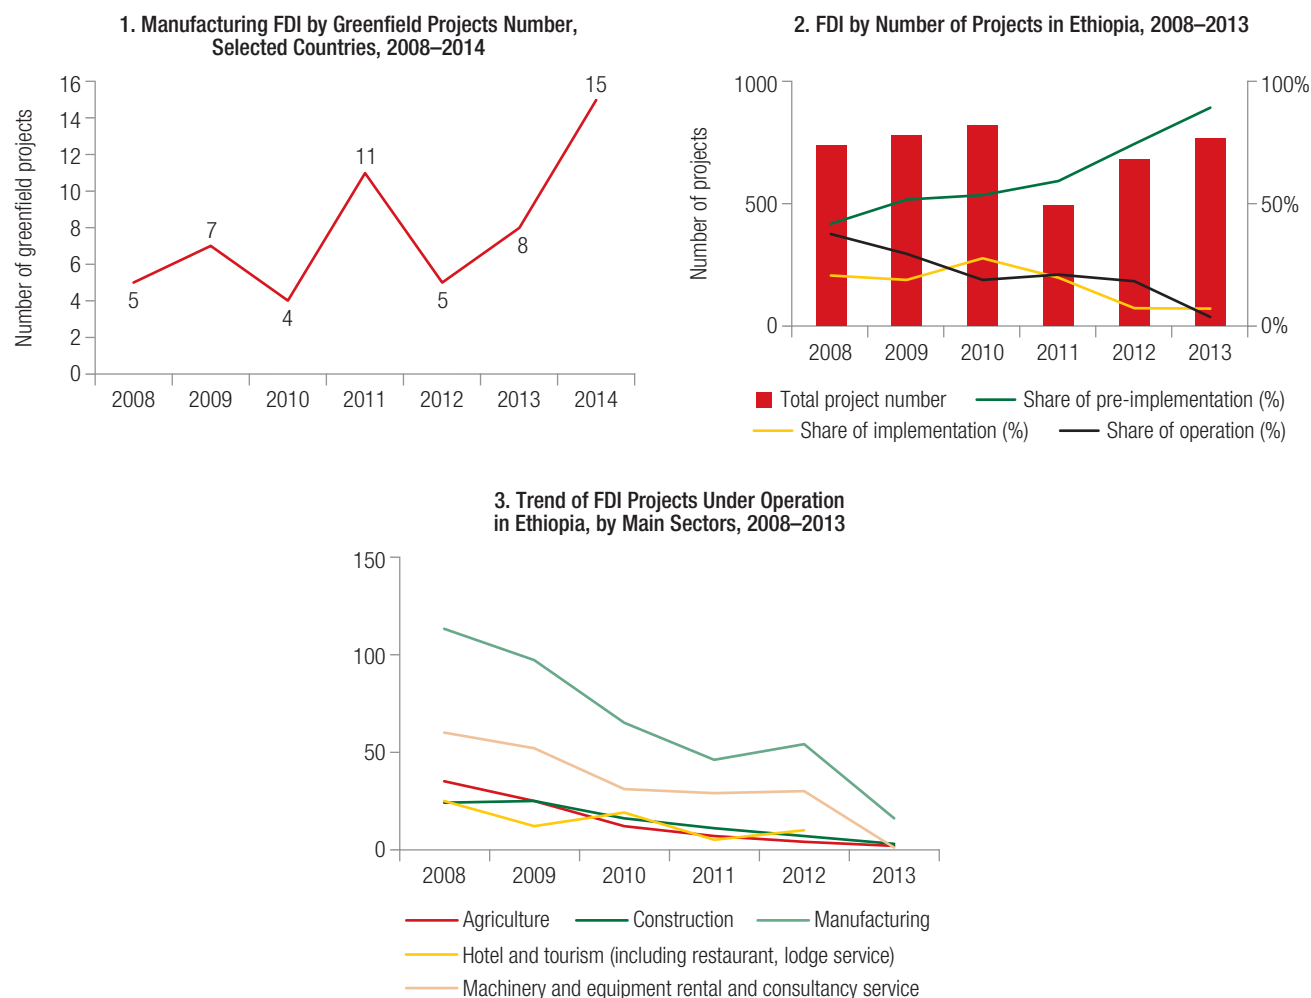 1. Manufacturing FDI by Greenfield Projects Number,
Selected Countries, 2008–2014
Number of greenfield projects
16
14
12
10
8
6
4
2
0
5
7
4
11
5
8
15
2008 2009 2010 2011 2012 2013 2014
2. FDI by Number of Projects in Ethiopia, 2008–2013
Number of projects
1000
500
0
100%
50%
0%
2008 2009 2010 2011 2012 2013
Total project number
Share of pre-implementation (%)
Share of implementation (%)
Share of operation (%)
3. Trend of FDI Projects Under Operation
in Ethiopia, by Main Sectors, 2008–2013
150
100
50
0
2008 2009 2010 2011 2012 2013
Agriculture
Construction
Manufacturing
Hotel and tourism (including restaurant, lodge service)
Machinery and equipment rental and consultancy service